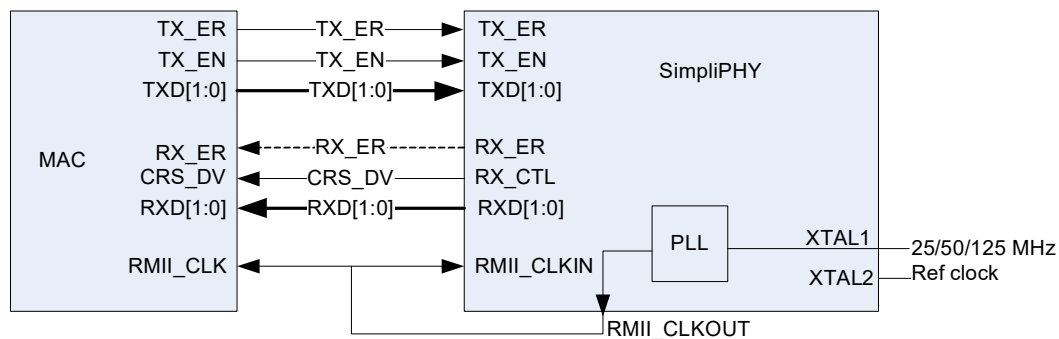 TX_ER TX_ER TX_ER
TX_EN TX_EN TX_EN
SimpliPHY
TXD[1:0] TXD[1:0] TXD[1:0]
MAC
RX_ER RX_ER RX_ER
CRS_DV CRS_DV RX_CTL
RXD[1:0] RXD[1:0] RXD[1:0]
PLL
XTAL1 25/50/125 MHz
RMII_CLK RMII_CLKIN
XTAL2 Ref clock
RMII_CLKOUT